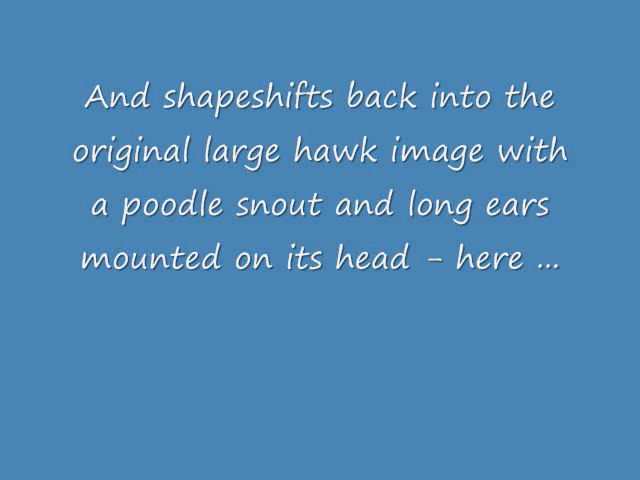 And shapeshifts back into the
original large hawk image with
a poodle snout and long ears
mounted on its head - here ...